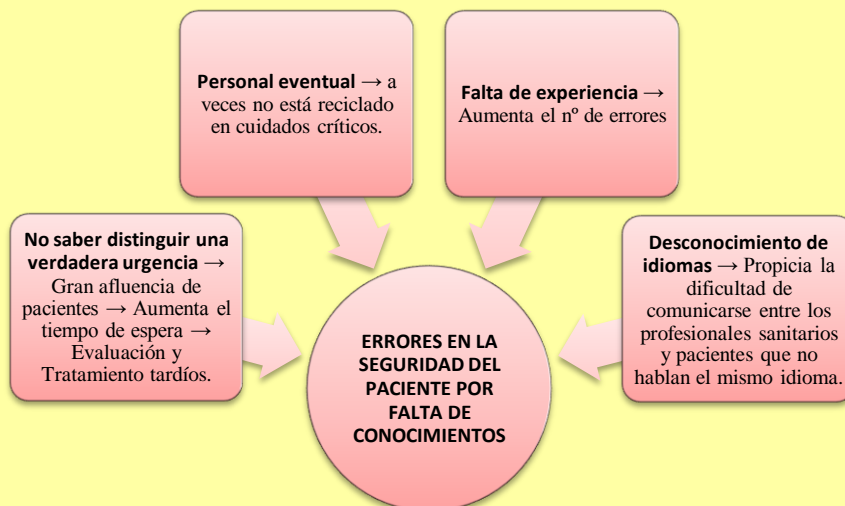 Personal eventual → a
veces no está reciclado
en cuidados críticos.
Falta de experiencia →
Aumenta el nº de errores
No saber distinguir una
verdadera urgencia →
Gran afluencia de
pacientes → Aumenta el
tiempo de espera →
Evaluación y
Tratamiento tardíos.
Desconocimiento de
idiomas → Propicia la
dificultad de
comunicarse entre los
profesionales sanitarios
y pacientes que no
hablan el mismo idioma.
ERRORES EN LA
SEGURIDAD DEL
PACIENTE POR
FALTA DE
CONOCIMIENTOS